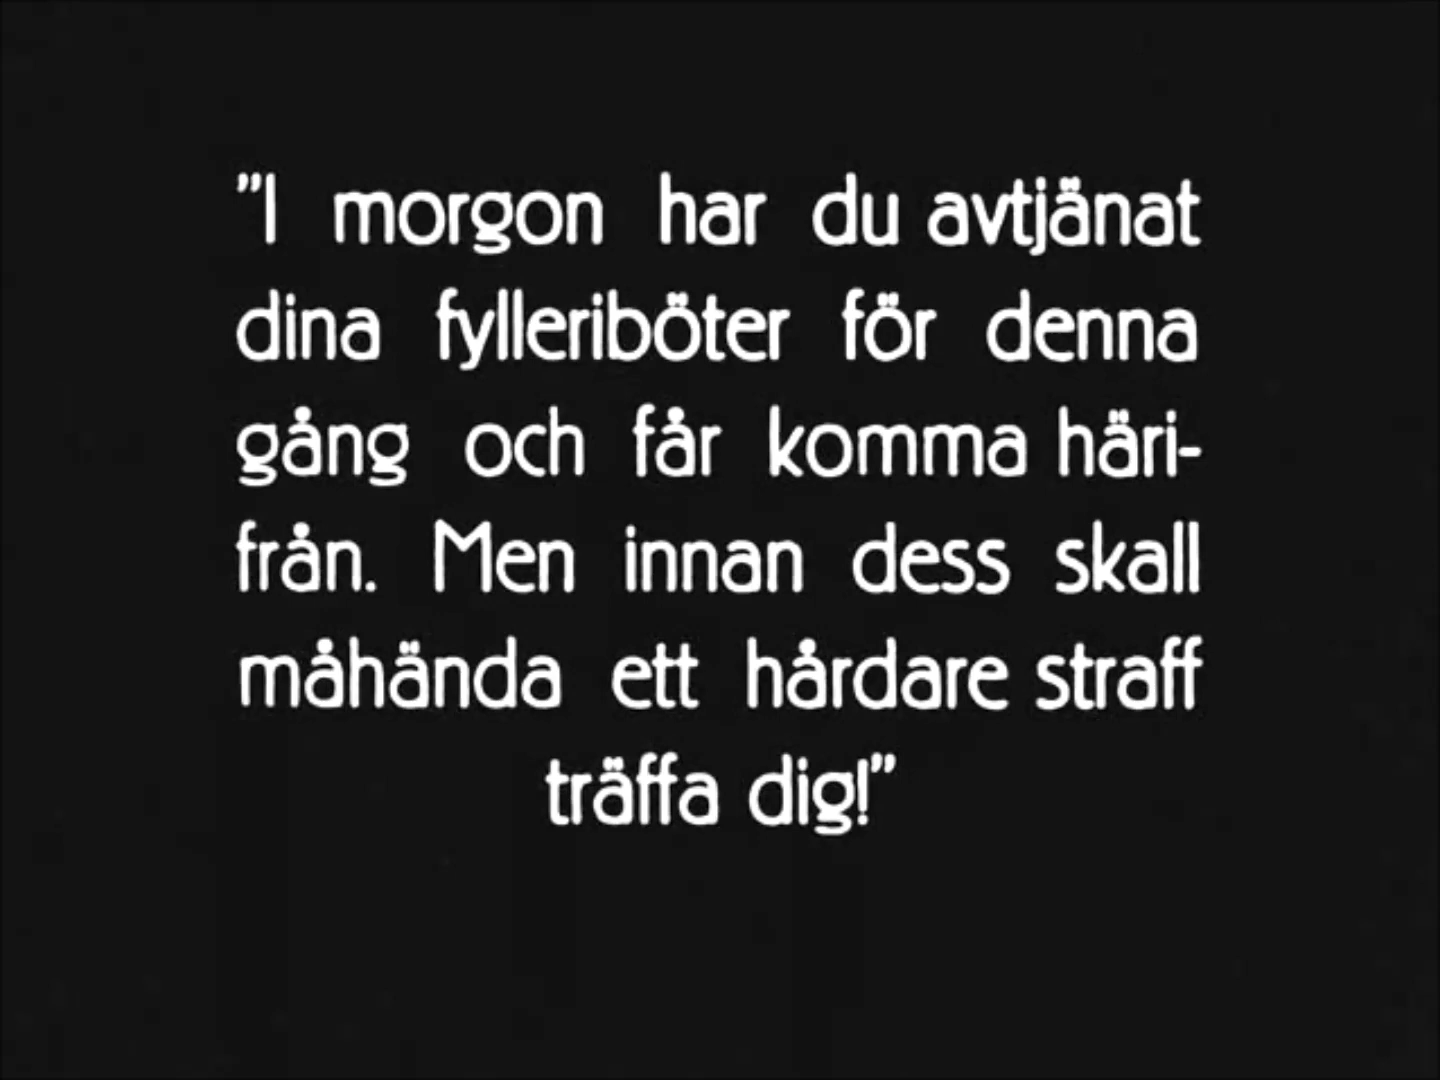 "I morgon har du avtjänat
dina fylleriböter för denna
gång och får komma häri-
från. Men innan dess skall
måhända ett hårdare straff
träffa dig!"